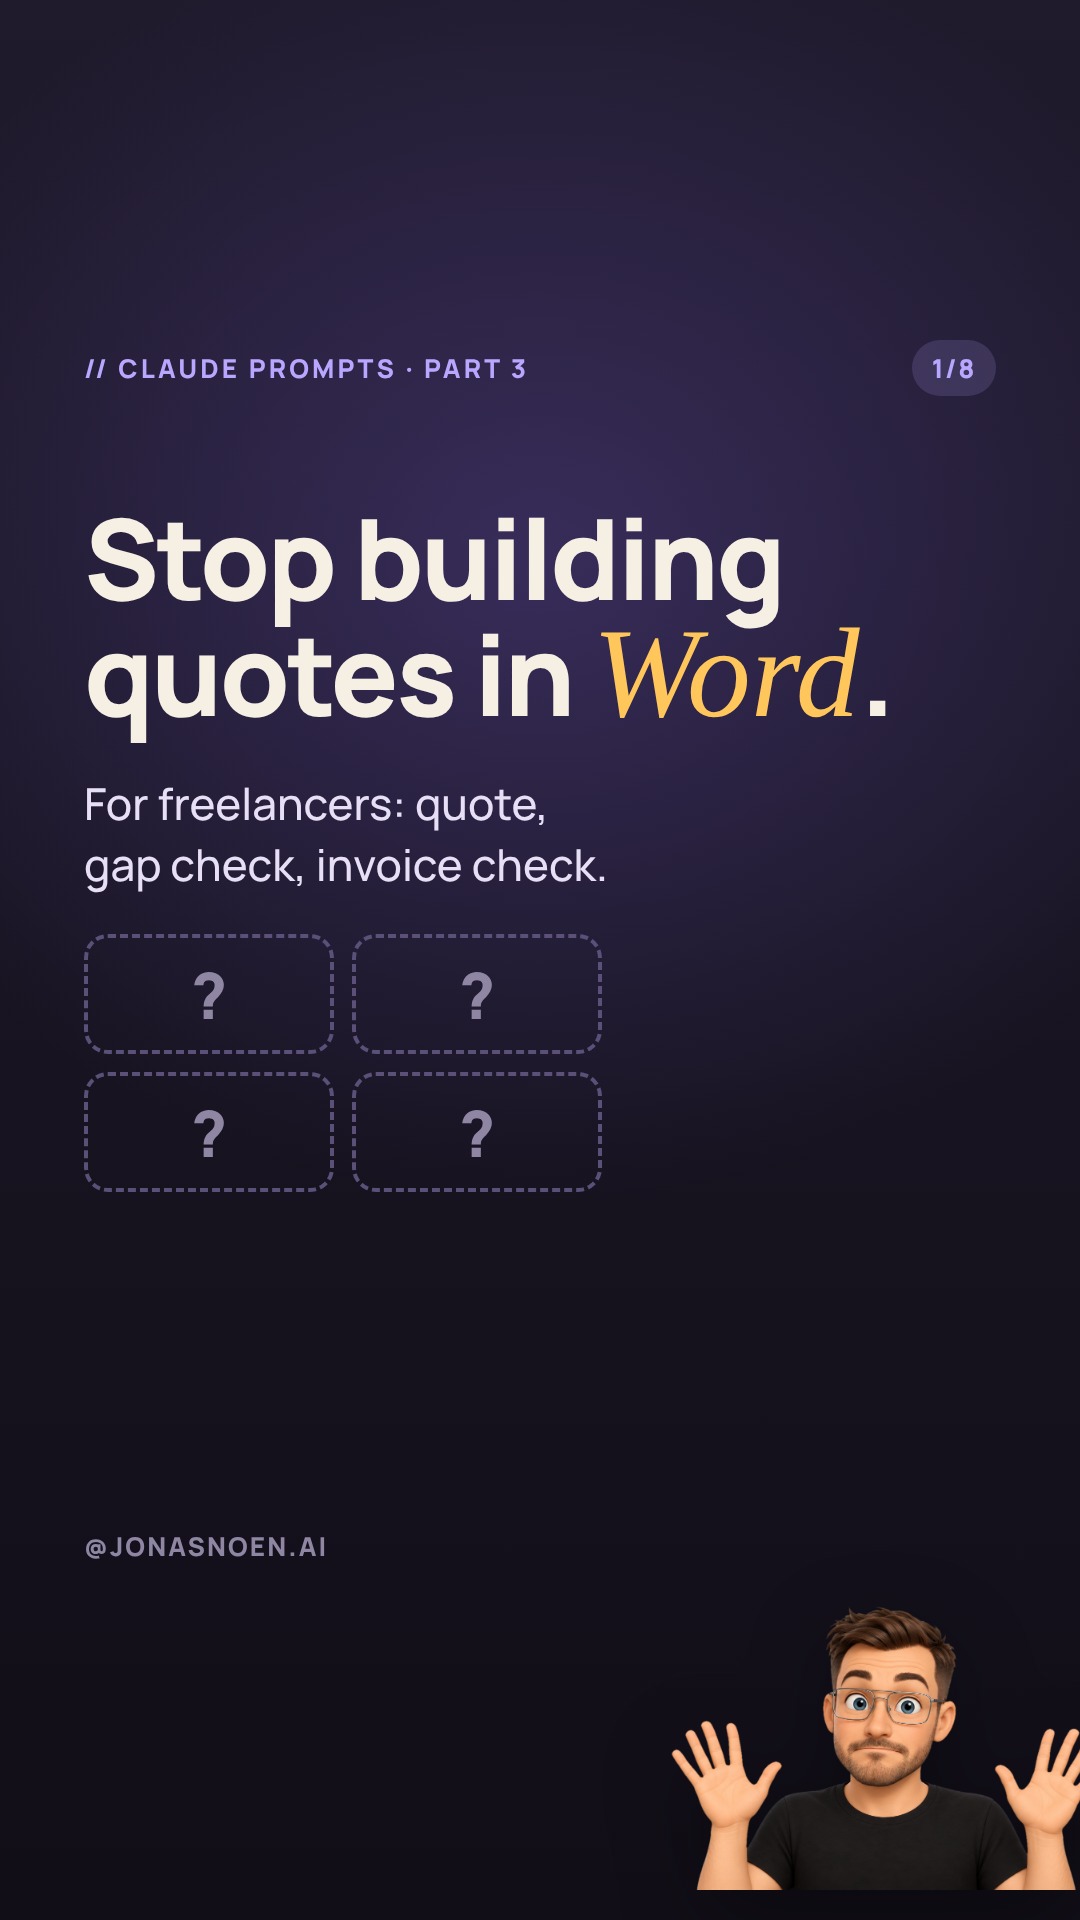 // CLAUDE PROMPTS · PART 3
1/8
Stop building
quotes in Word.
For freelancers: quote,
gap check, invoice check.
? ?
? ?
@JONASNOEN.AI